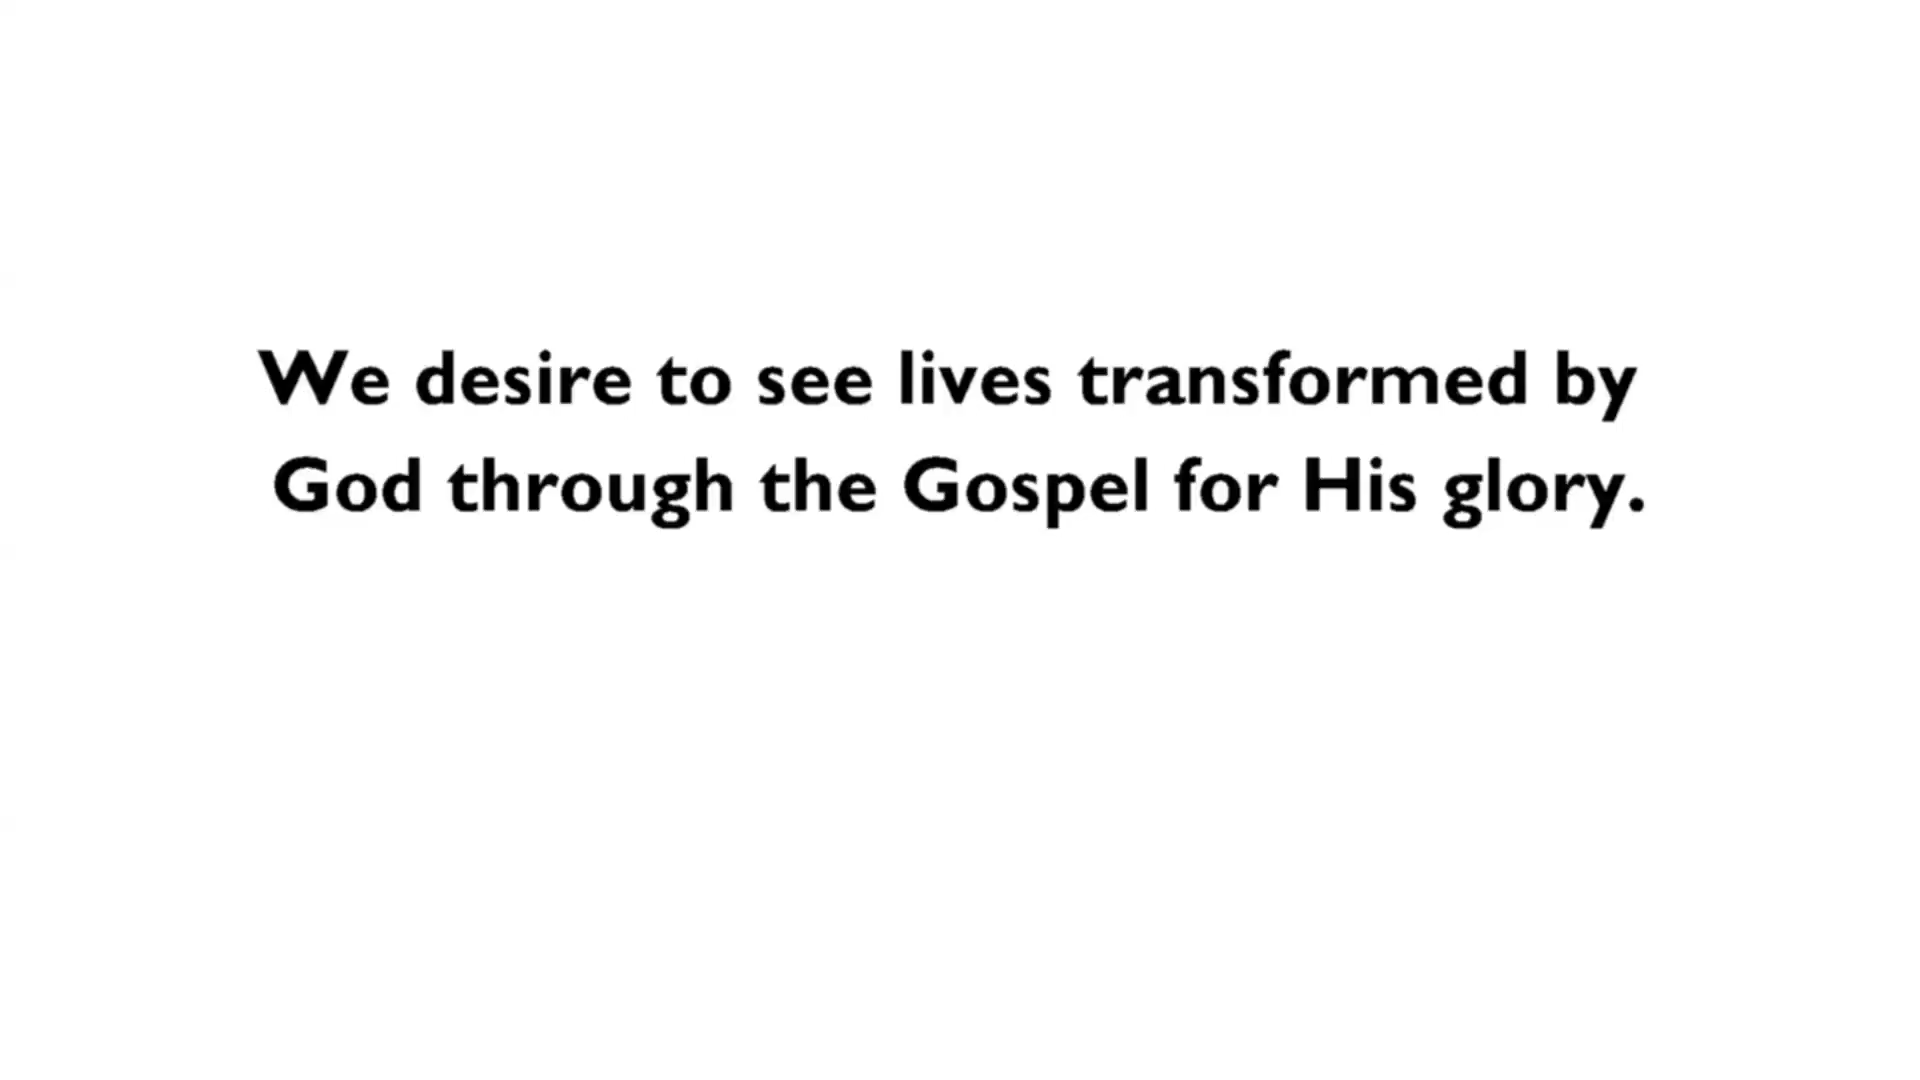 We desire to see lives transformed by
God through the Gospel for His glory.